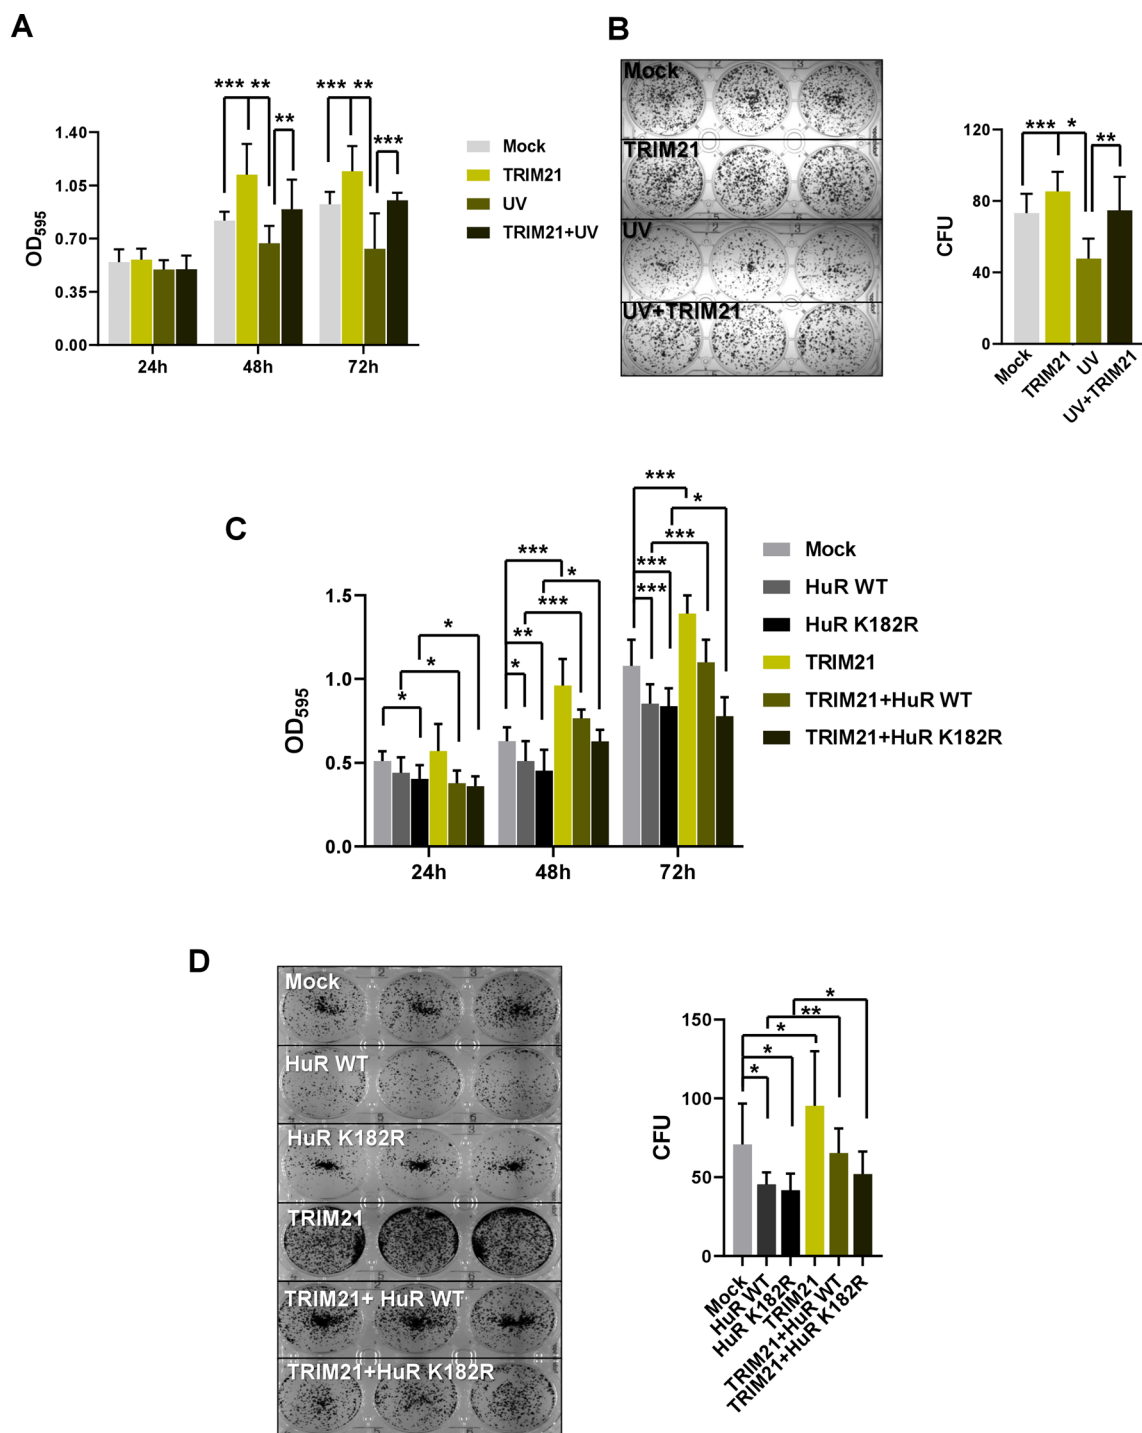 A
*** ** *** **
** ***
1.40
1.05
0.70
0.35
0.00
OD595
24h 48h 72h
Mock
TRIM21
UV
TRIM21+UV
B
Mock
TRIM21
UV
UV+TRIM21
*** * **
120
80
40
0
CFU
Mock
TRIM21
UV
UV+TRIM21
C
***
*
***
***
***
***
*
***
**
*
*
*
*
1.5
1.0
0.5
0.0
OD595
24h 48h 72h
Mock
HuR WT
HuR K182R
TRIM21
TRIM21+HuR WT
TRIM21+HuR K182R
D
Mock
HuR WT
HuR K182R
TRIM21
TRIM21+ HuR WT
TRIM21+HuR K182R
*
**
*
*
*
150
100
50
0
CFU
Mock
HuR WT
HuR K182R
TRIM21
TRIM21+HuR WT
TRIM21+HuR K182R